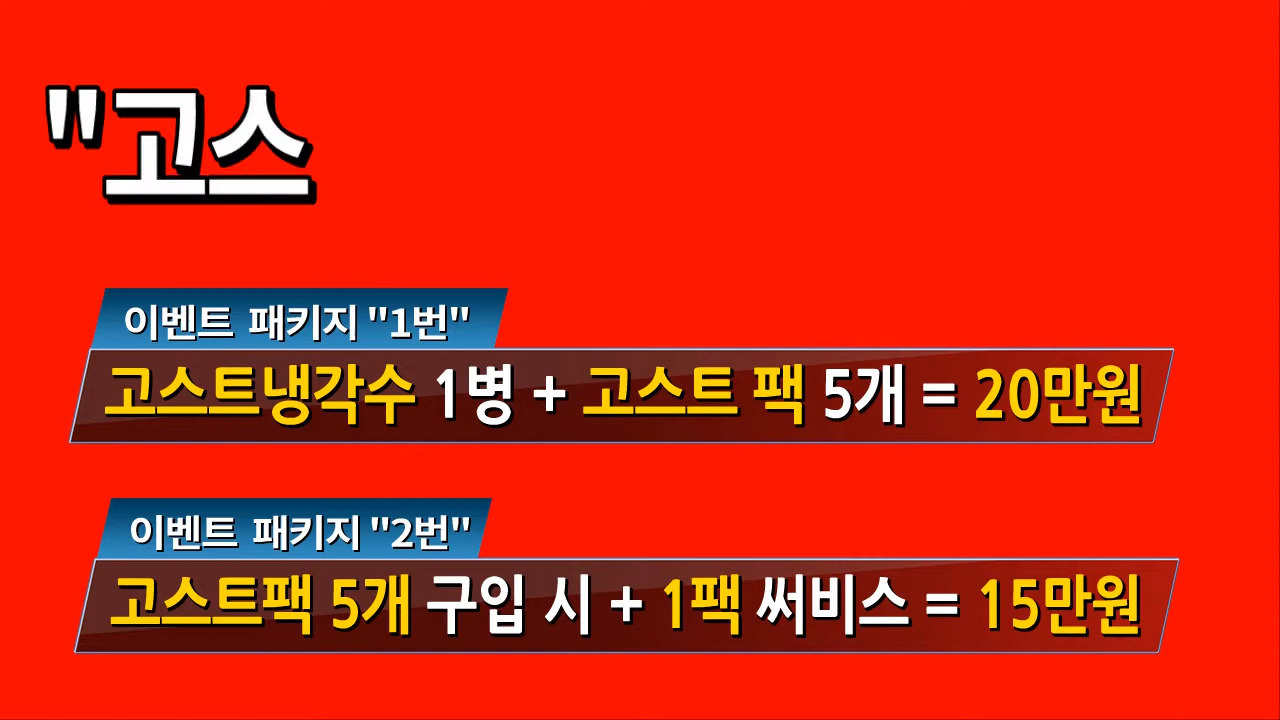 "고스
이벤트 패키지 "1번"
고스트냉각수 1병 + 고스트 팩 5개 = 20만원
이벤트 패키지 "2번"
고스트팩 5개 구입 시 + 1팩 써비스 = 15만원